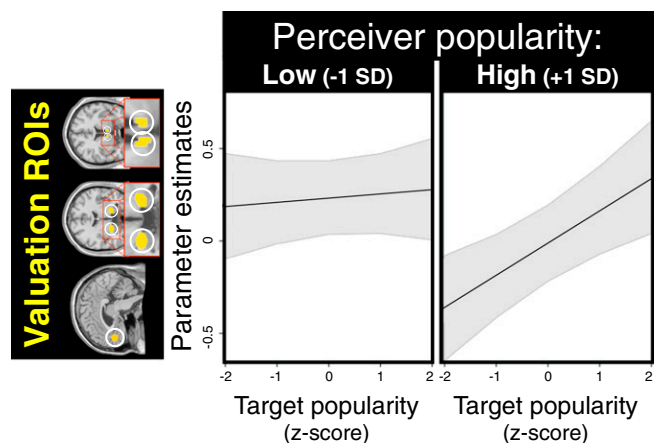 Perceiver popularity:
Low (-1 SD)
High (+1 SD)
Valuation ROIs
Parameter estimates
0.5
0
-0.5
-2
-1
0
1
2
-2
-1
0
1
2
Target popularity
(z-score)
Target popularity
(z-score)